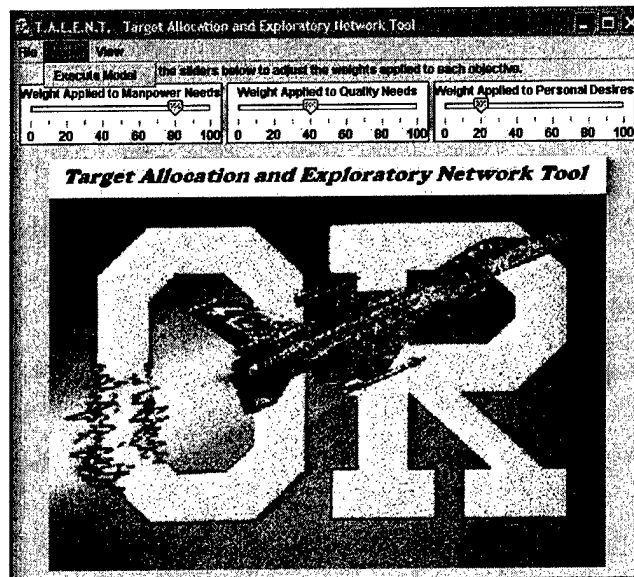 T.A.L.E.N.T. Target Allocation and Exploratory Network Tool
File View
Execute Model the sliders below to adjust the weights applied to each objective.
Weight Applied to Manpower Needs Weight Applied to Quality Needs Weight Applied to Personal Desires
0 20 40 60 80 100 0 20 40 60 80 100 0 20 40 60 80 100
Target Allocation and Exploratory Network Tool
OR